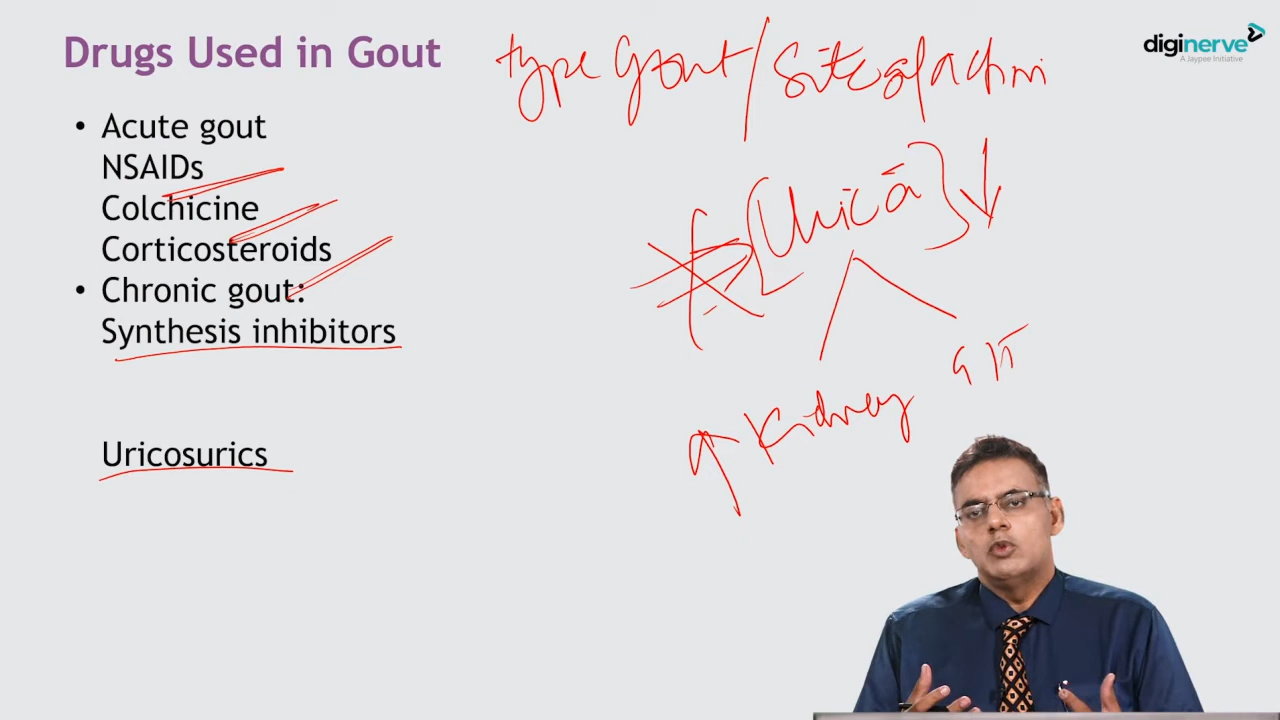 Drugs Used in Gout
type Gout / Site of action
diginerve
A Jaypee Initiative
• Acute gout
NSAIDs
Colchicine
Corticosteroids
• Chronic gout:
Synthesis inhibitors
Uricosurics
Uric a ↓
↑ Kidney
GIT